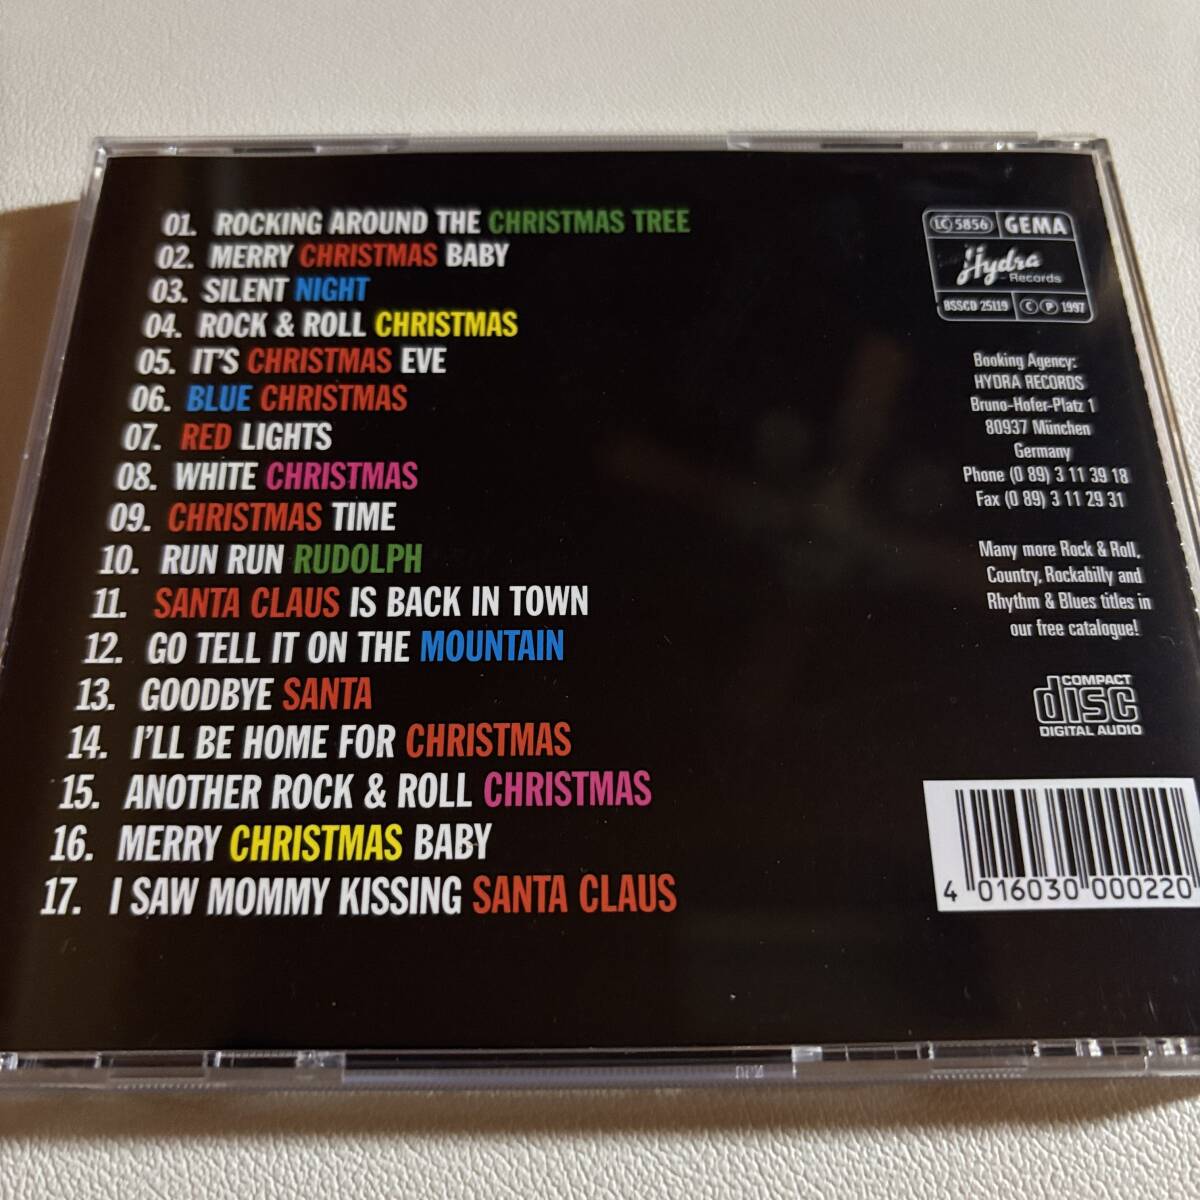 01. ROCKING AROUND THE CHRISTMAS TREE
02. MERRY CHRISTMAS BABY
03. SILENT NIGHT
04. ROCK & ROLL CHRISTMAS
05. IT'S CHRISTMAS EVE
06. BLUE CHRISTMAS
07. RED LIGHTS
08. WHITE CHRISTMAS
09. CHRISTMAS TIME
10. RUN RUN RUDOLPH
11. SANTA CLAUS IS BACK IN TOWN
12. GO TELL IT ON THE MOUNTAIN
13. GOODBYE SANTA
14. I'LL BE HOME FOR CHRISTMAS
15. ANOTHER ROCK & ROLL CHRISTMAS
16. MERRY CHRISTMAS BABY
17. I SAW MOMMY KISSING SANTA CLAUS
LC 5856 GEMA
Hydra
Records
BSSCD 25119 © ℗ 1997
Booking Agency:
HYDRA RECORDS
Bruno-Hofer-Platz 1
80937 München
Germany
Phone (0 89) 3 11 39 18
Fax (0 89) 3 11 29 31
Many more Rock & Roll,
Country, Rockabilly and
Rhythm & Blues titles in
our free catalogue!
COMPACT
disc
DIGITAL AUDIO
4 016030 000220